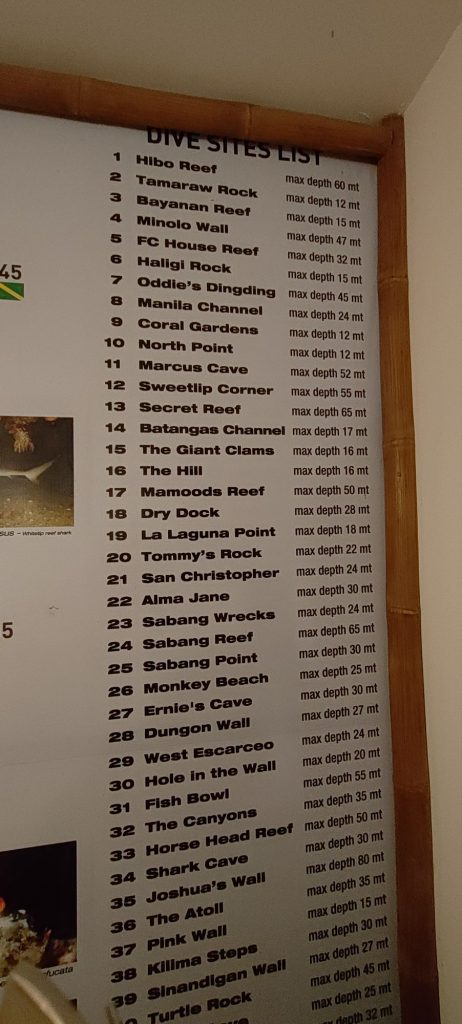 DIVE SITES LIST
1 Hibo Reef max depth 60 mt
2 Tamaraw Rock max depth 12 mt
3 Bayanan Reef max depth 15 mt
4 Minolo Wall max depth 47 mt
5 FC House Reef max depth 32 mt
6 Haligi Rock max depth 15 mt
7 Oddie's Dingding max depth 45 mt
8 Manila Channel max depth 24 mt
9 Coral Gardens max depth 12 mt
10 North Point max depth 12 mt
11 Marcus Cave max depth 52 mt
12 Sweetlip Corner max depth 55 mt
13 Secret Reef max depth 65 mt
14 Batangas Channel max depth 17 mt
15 The Giant Clams max depth 16 mt
16 The Hill max depth 16 mt
17 Mamoods Reef max depth 50 mt
18 Dry Dock max depth 28 mt
19 La Laguna Point max depth 18 mt
20 Tommy's Rock max depth 22 mt
21 San Christopher max depth 24 mt
22 Alma Jane max depth 30 mt
23 Sabang Wrecks max depth 24 mt
24 Sabang Reef max depth 65 mt
25 Sabang Point max depth 30 mt
26 Monkey Beach max depth 25 mt
27 Ernie's Cave max depth 30 mt
28 Dungon Wall max depth 27 mt
29 West Escarceo max depth 24 mt
30 Hole in the Wall max depth 20 mt
31 Fish Bowl max depth 55 mt
32 The Canyons max depth 35 mt
33 Horse Head Reef max depth 50 mt
34 Shark Cave max depth 30 mt
35 Joshua's Wall max depth 80 mt
36 The Atoll max depth 35 mt
37 Pink Wall max depth 15 mt
38 Kilima Steps max depth 30 mt
39 Sinandigan Wall max depth 27 mt
Turtle Rock max depth 45 mt
max depth 25 mt
max depth 32 mt
45
SUS - Whitetip reef shark
5
fucata